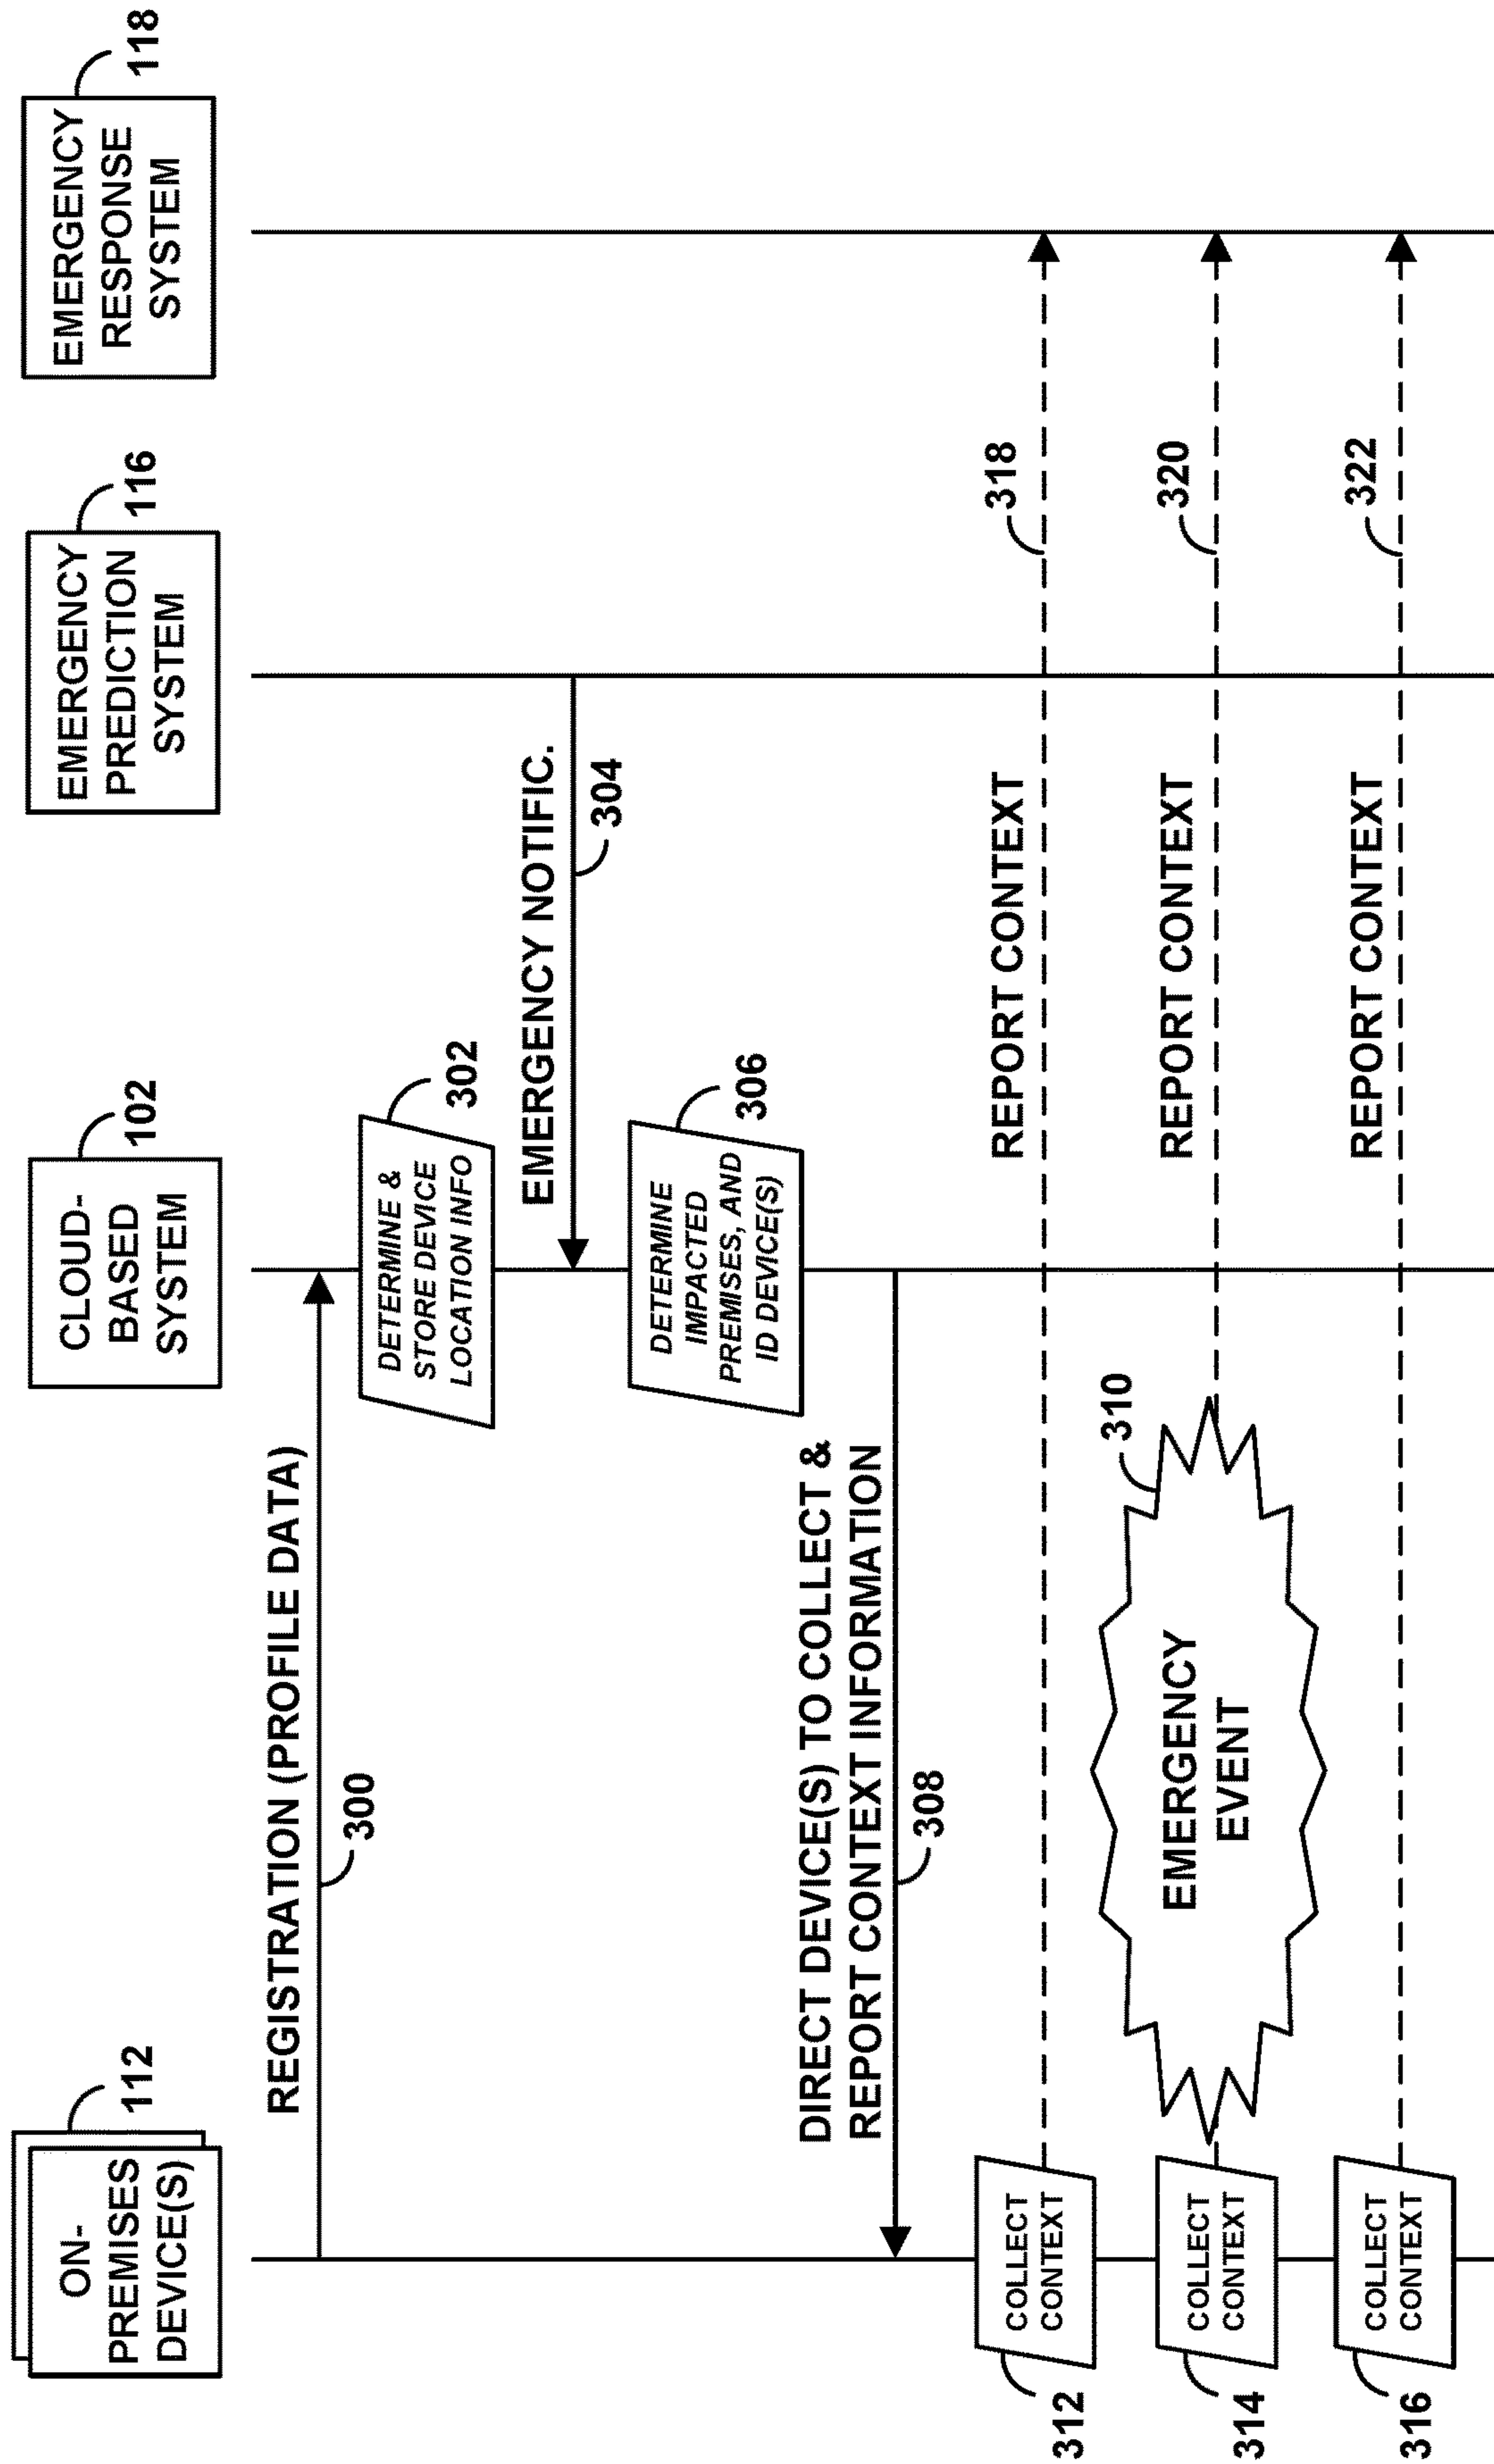 ON-
PREMISES
DEVICE(S)
112
CLOUD-
BASED
SYSTEM
102
EMERGENCY
PREDICTION
SYSTEM
116
EMERGENCY
RESPONSE
SYSTEM
118
REGISTRATION (PROFILE DATA)
300
DETERMINE &
STORE DEVICE
LOCATION INFO
302
EMERGENCY NOTIFIC.
304
DETERMINE
IMPACTED
PREMISES, AND
ID DEVICE(S)
306
DIRECT DEVICE(S) TO COLLECT &
REPORT CONTEXT INFORMATION
308
312
COLLECT
CONTEXT
REPORT CONTEXT
318
EMERGENCY
EVENT
310
314
COLLECT
CONTEXT
REPORT CONTEXT
320
316
COLLECT
CONTEXT
REPORT CONTEXT
322